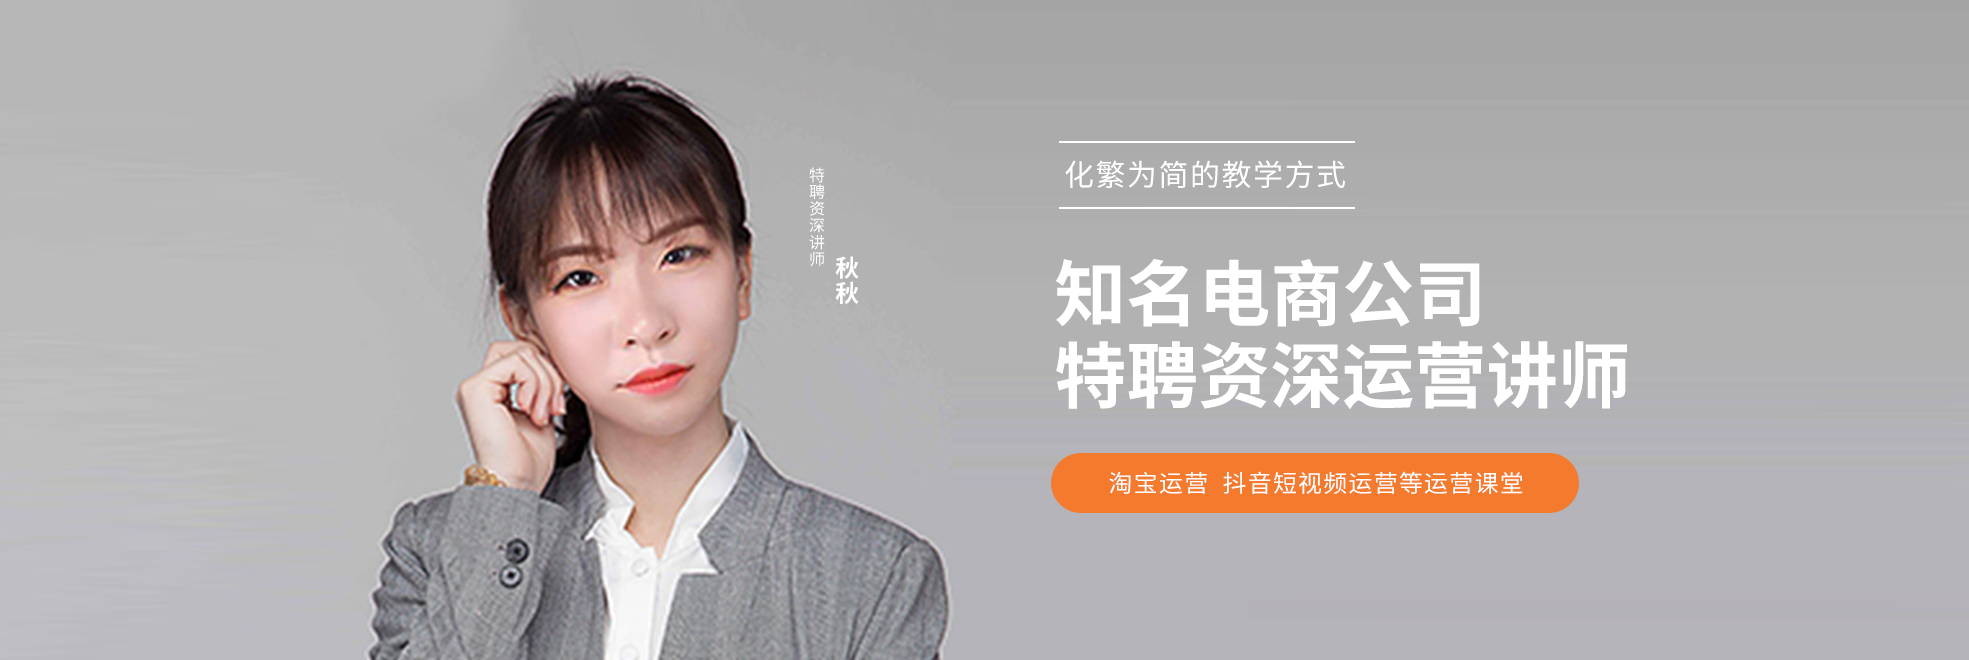 特聘资深讲师
秋秋
化繁为简的教学方式
知名电商公司
特聘资深运营讲师
淘宝运营 抖音短视频运营等运营课堂